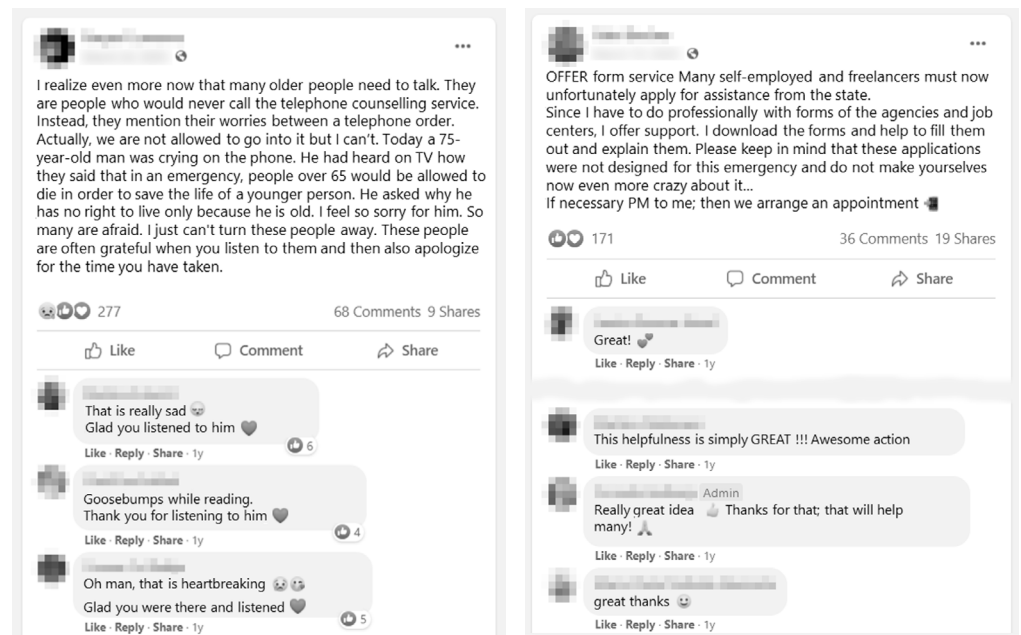 I realize even more now that many older people need to talk. They
are people who would never call the telephone counselling service.
Instead, they mention their worries between a telephone order.
Actually, we are not allowed to go into it but I can't. Today a 75-
year-old man was crying on the phone. He had heard on TV how
they said that in an emergency, people over 65 would be allowed to
die in order to save the life of a younger person. He asked why he
has no right to live only because he is old. I feel so sorry for him. So
many are afraid. I just can't turn these people away. These people
are often grateful when you listen to them and then also apologize
for the time you have taken.
277
68 Comments 9 Shares
Like
Comment
Share
That is really sad
Glad you listened to him
6
Like · Reply · Share · 1y
Goosebumps while reading.
Thank you for listening to him
4
Like · Reply · Share · 1y
Oh man, that is heartbreaking
Glad you were there and listened
5
Like · Reply · Share · 1y
OFFER form service Many self-employed and freelancers must now
unfortunately apply for assistance from the state.
Since I have to do professionally with forms of the agencies and job
centers, I offer support. I download the forms and help to fill them
out and explain them. Please keep in mind that these applications
were not designed for this emergency and do not make yourselves
now even more crazy about it...
If necessary PM to me; then we arrange an appointment
171
36 Comments 19 Shares
Like
Comment
Share
Great!
Like · Reply · Share · 1y
This helpfulness is simply GREAT !!! Awesome action
Like · Reply · Share · 1y
Admin
Really great idea Thanks for that; that will help
many!
Like · Reply · Share · 1y
great thanks
Like · Reply · Share · 1y